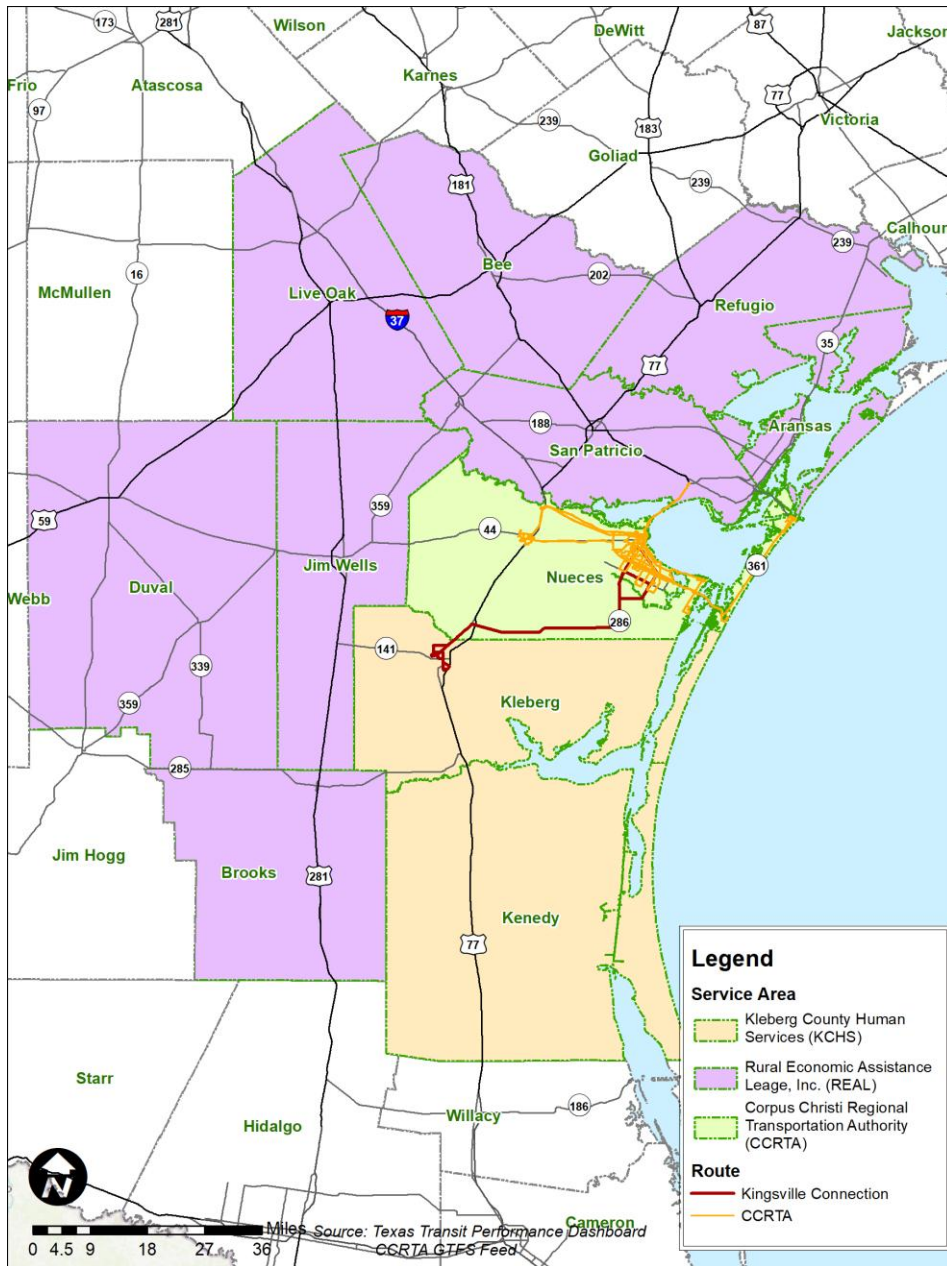 Wilson
DeWitt
Jackson
173
281
87
Frio
Atascosa
Karnes
77
97
Victoria
239
183
Goliad
181
239
Calhoun
239
16
Bee
202
McMullen
Live Oak
Refugio
37
35
77
Aransas
188
San Patricio
359
59
44
361
Jim Wells
Nueces
Webb
Duval
286
141
339
Kleberg
359
285
Jim Hogg
Brooks
281
Kenedy
77
Starr
Willacy
186
Hidalgo
Cameron
N
Legend
Service Area
Kleberg County Human
Services (KCHS)
Rural Economic Assistance
Leage, Inc. (REAL)
Corpus Christi Regional
Transportation Authority
(CCRTA)
Route
Kingsville Connection
CCRTA
Miles
0 4.5 9 18 27 36
Source: Texas Transit Performance Dashboard
CCRTA GTFS Feed